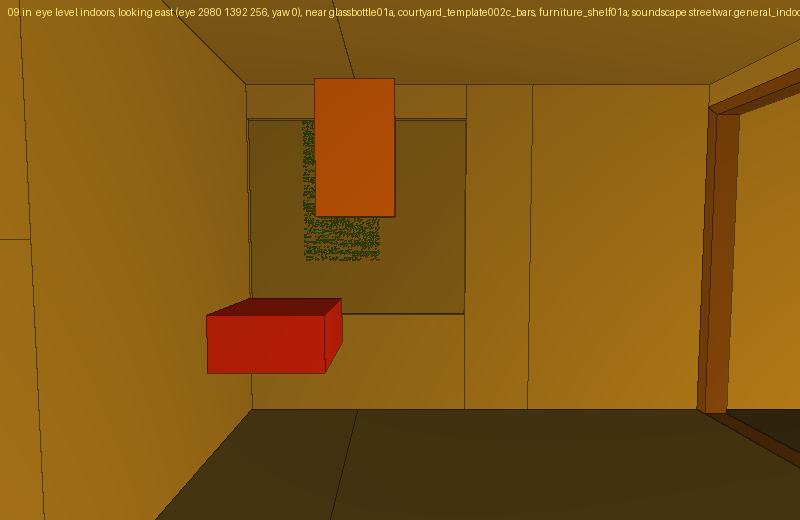 09 in eye level indoors, looking east (eye 2980 1392 256, yaw 0), near glassbottle01a, courtyard_template002c_bars, furniture_shelf01a; soundscape streetwar.general_indoo